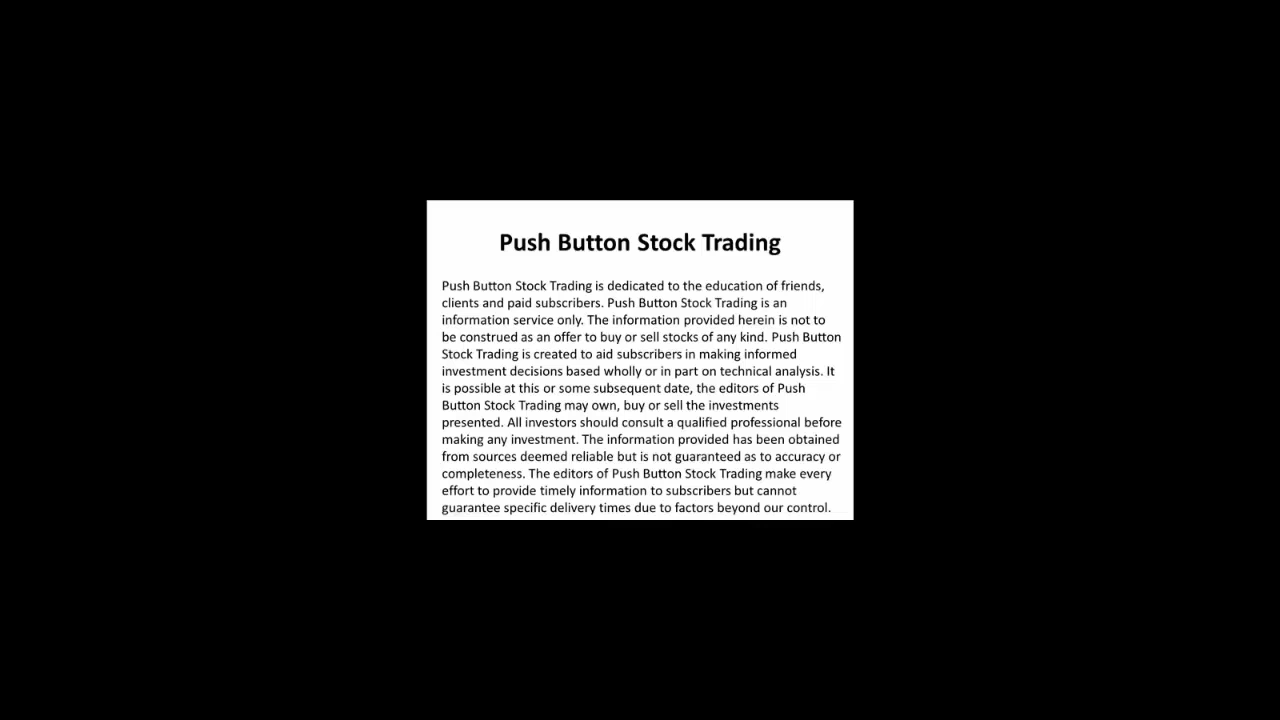 Push Button Stock Trading
Push Button Stock Trading is dedicated to the education of friends,
clients and paid subscribers. Push Button Stock Trading is an
information service only. The information provided herein is not to
be construed as an offer to buy or sell stocks of any kind. Push Button
Stock Trading is created to aid subscribers in making informed
investment decisions based wholly or in part on technical analysis. It
is possible at this or some subsequent date, the editors of Push
Button Stock Trading may own, buy or sell the investments
presented. All investors should consult a qualified professional before
making any investment. The information provided has been obtained
from sources deemed reliable but is not guaranteed as to accuracy or
completeness. The editors of Push Button Stock Trading make every
effort to provide timely information to subscribers but cannot
guarantee specific delivery times due to factors beyond our control.